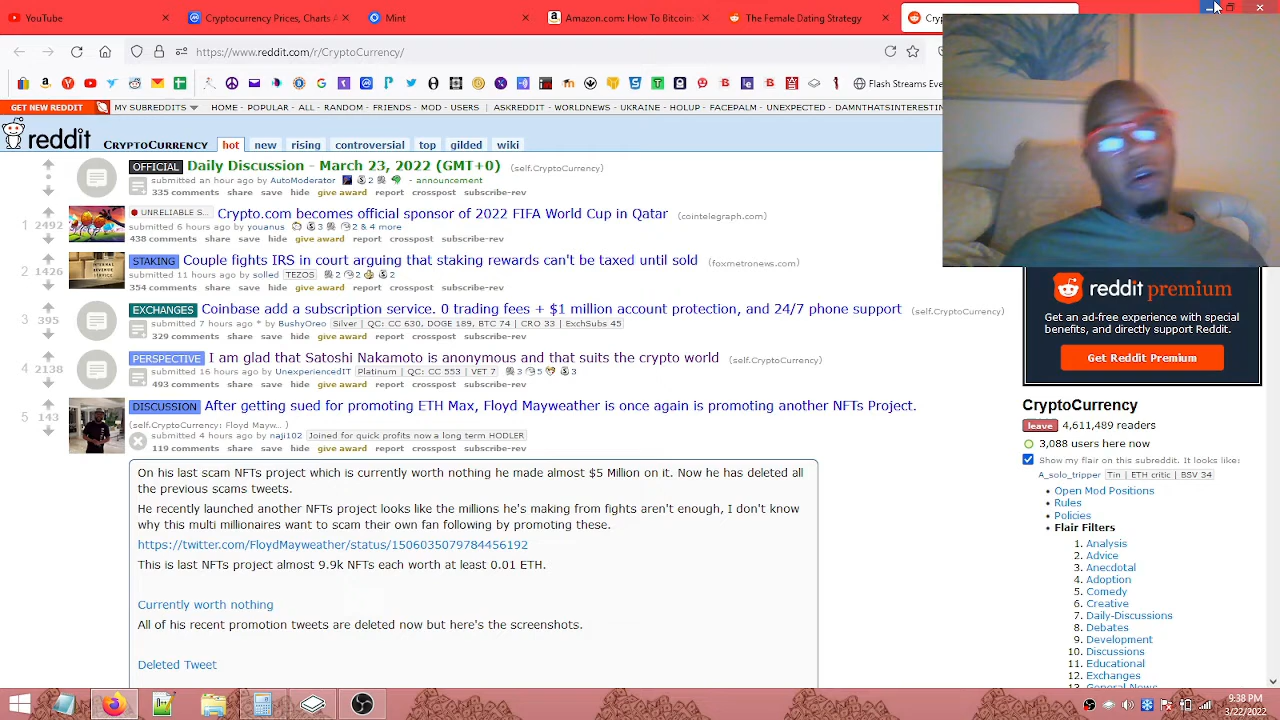 YouTube
Cryptocurrency Prices, Charts A
Mint
Amazon.com: How To Bitcoin:
The Female Dating Strategy
https://www.reddit.com/r/CryptoCurrency/
Flash Streams Eve
GET NEW REDDIT MY SUBREDDITS HOME - POPULAR - ALL - RANDOM - FRIENDS - MOD - USERS | ASKREDDIT - WORLDNEWS - UKRAINE - HOLUP - FACEPALM - UNEXPECTED - DAMNTHATSINTERESTING
reddit CRYPTOCURRENCY hot new rising controversial top gilded wiki
OFFICIAL Daily Discussion - March 23, 2022 (GMT+0) (self.CryptoCurrency)
submitted an hour ago by AutoModerator 2 - announcement
335 comments share save hide give award report crosspost subscribe-rev
1 2492 UNRELIABLE S... Crypto.com becomes official sponsor of 2022 FIFA World Cup in Qatar (cointelegraph.com)
submitted 6 hours ago by youanus 3 2 & 4 more
438 comments share save hide give award report crosspost subscribe-rev
2 1426 STAKING Couple fights IRS in court arguing that staking rewards can't be taxed until sold (foxmetronews.com)
submitted 11 hours ago by solled TEZOS 2 2 2
354 comments share save hide give award report crosspost subscribe-rev
3 395 EXCHANGES Coinbase add a subscription service. 0 trading fees + $1 million account protection, and 24/7 phone support (self.CryptoCurrency)
submitted 7 hours ago * by BushyOreo Silver | QC: CC 630, DOGE 189, BTC 74 | CRO 33 | ExchSubs 45
329 comments share save hide give award report crosspost subscribe-rev
4 2138 PERSPECTIVE I am glad that Satoshi Nakamoto is anonymous and that suits the crypto world (self.CryptoCurrency)
submitted 16 hours ago by UnexperiencedIT Platinum | QC: CC 553 | VET 7 3 5 3
493 comments share save hide give award report crosspost subscribe-rev
5 143 DISCUSSION After getting sued for promoting ETH Max, Floyd Mayweather is once again is promoting another NFTs Project.
(self.CryptoCurrency: Floyd Mayw... )
submitted 4 hours ago by naji102 Joined for quick profits now a long term HODLER
119 comments share save hide give award report crosspost subscribe-rev
On his last scam NFTs project which is currently worth nothing he made almost $5 Million on it. Now he has deleted all
the previous scams tweets.
He recently launched another NFTs project looks like the millions he's making from fights aren't enough, I don't know
why this multi millionaires want to scam their own fan following by promoting these.
https://twitter.com/FloydMayweather/status/1506035079784456192
This is last NFTs project almost 9.9k NFTs each worth at least 0.01 ETH.
Currently worth nothing
All of his recent promotion tweets are deleted now, but here's the screenshots.
Deleted Tweet
reddit premium
Get an ad-free experience with special
benefits, and directly support Reddit.
Get Reddit Premium
CryptoCurrency
leave 4,611,489 readers
3,088 users here now
Show my flair on this subreddit. It looks like:
A_solo_tripper Tin | ETH critic | BSV 34
Open Mod Positions
Rules
Policies
Flair Filters
1. Analysis
2. Advice
3. Anecdotal
4. Adoption
5. Comedy
6. Creative
7. Daily-Discussions
8. Debates
9. Development
10. Discussions
11. Educational
12. Exchanges
13. General News
9:38 PM
3/22/2022